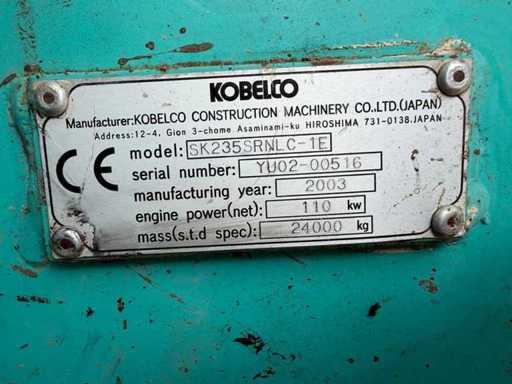 KOBELCO
Manufacturer:KOBELCO CONSTRUCTION MACHINERY CO.,LTD.(JAPAN)
Address:12-4, Gion 3-chome Asaminami-ku HIROSHIMA 731-0138.JAPAN
CE model: SK235SRNLC-1E
serial number: YU02-00516
manufacturing year: 2003
engine power(net): 110 kw
mass(s.t.d spec): 24000 kg